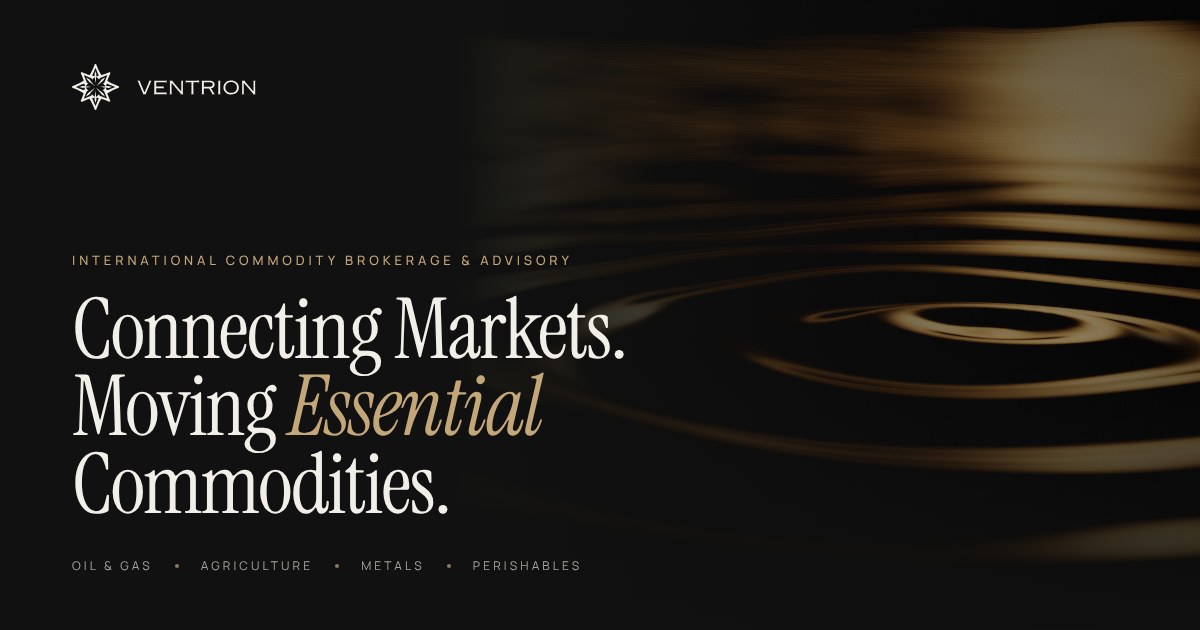 VENTRION
INTERNATIONAL COMMODITY BROKERAGE & ADVISORY
Connecting Markets.
Moving Essential
Commodities.
OIL & GAS • AGRICULTURE • METALS • PERISHABLES